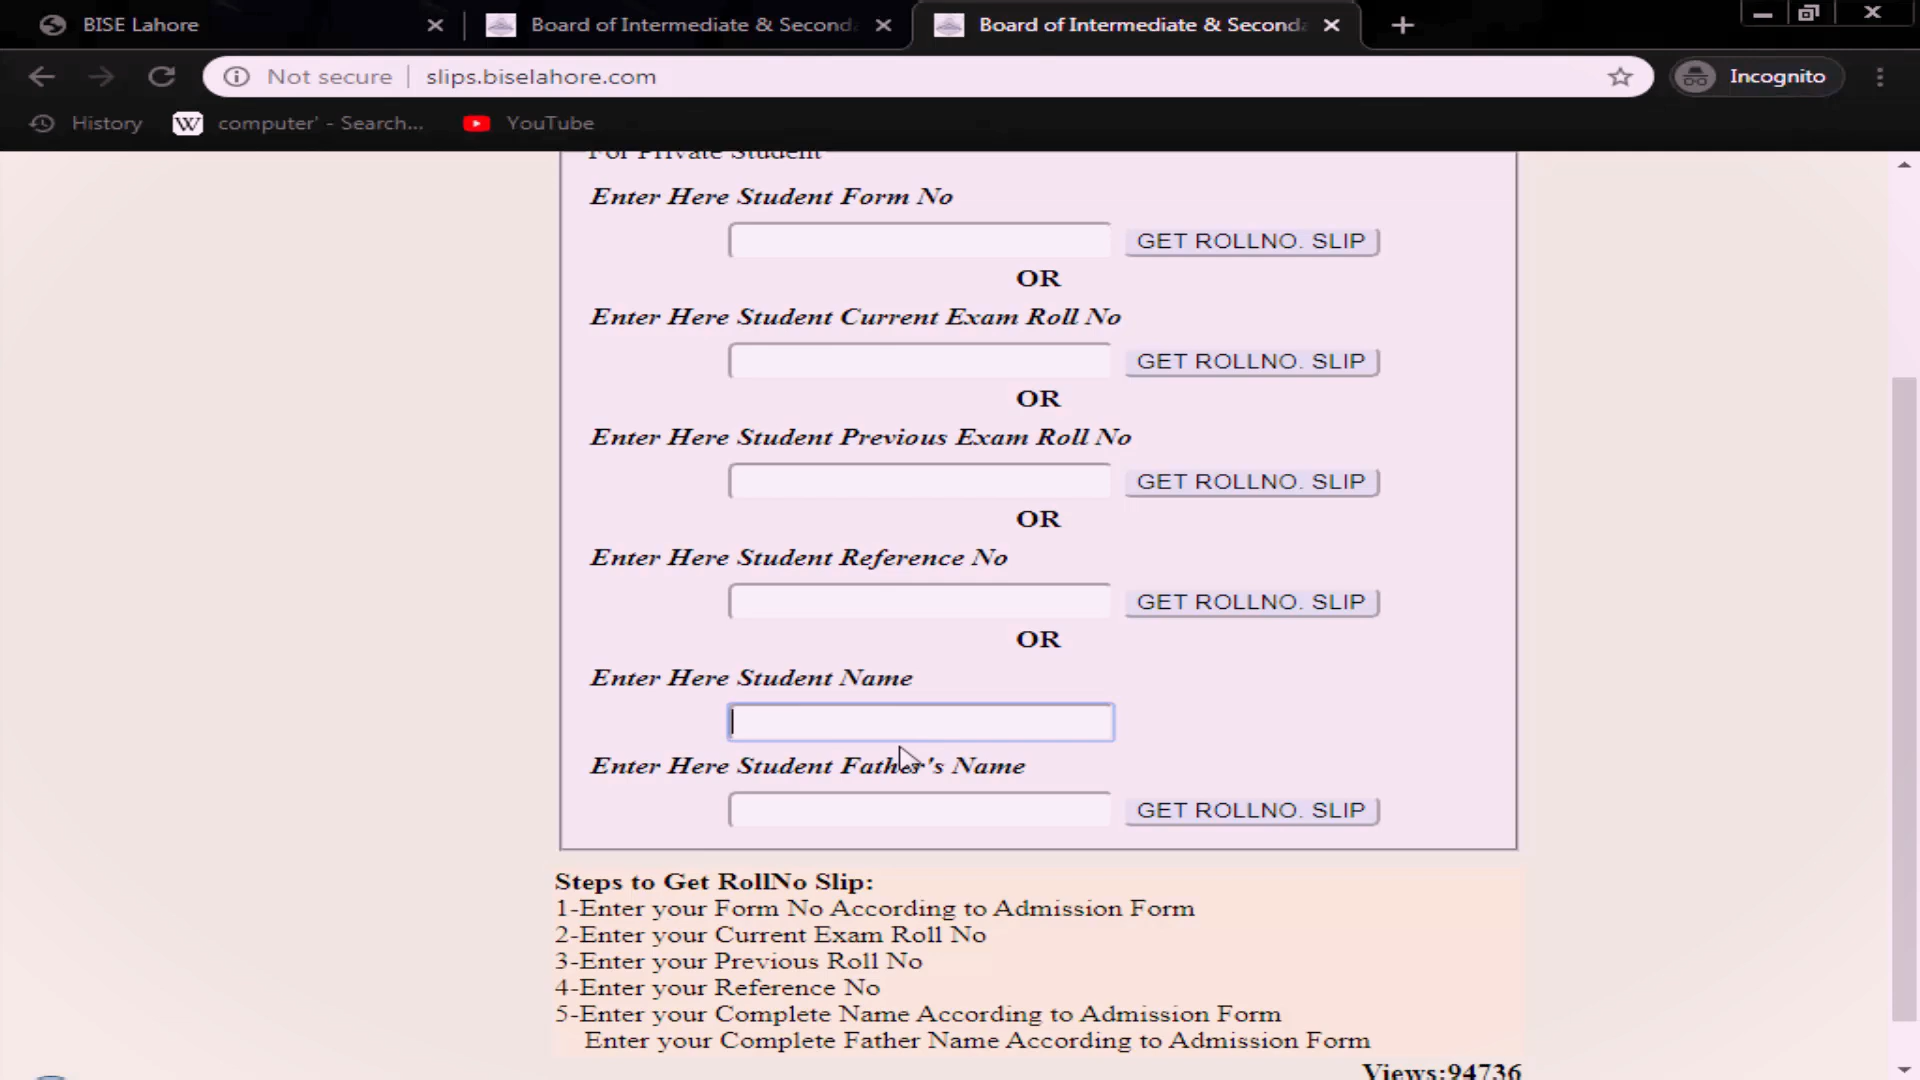 BISE Lahore
Board of Intermediate & Second
Board of Intermediate & Second
Not secure
slips.biselahore.com
Incognito
History
computer' - Search...
YouTube
For Private Student
Enter Here Student Form No
GET ROLLNO. SLIP
OR
Enter Here Student Current Exam Roll No
GET ROLLNO. SLIP
OR
Enter Here Student Previous Exam Roll No
GET ROLLNO. SLIP
OR
Enter Here Student Reference No
GET ROLLNO. SLIP
OR
Enter Here Student Name
Enter Here Student Father's Name
GET ROLLNO. SLIP
Steps to Get RollNo Slip:
1-Enter your Form No According to Admission Form
2-Enter your Current Exam Roll No
3-Enter your Previous Roll No
4-Enter your Reference No
5-Enter your Complete Name According to Admission Form
Enter your Complete Father Name According to Admission Form
Views:94736